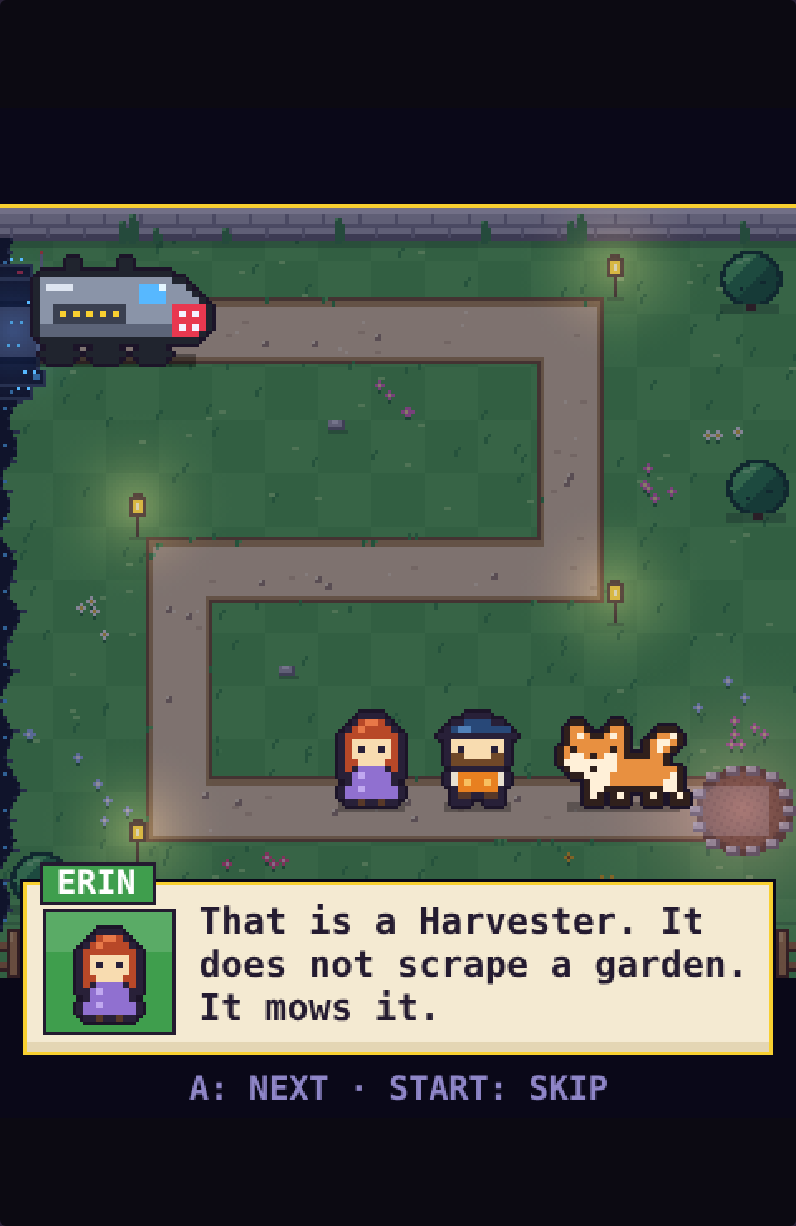 ERIN
That is a Harvester. It
does not scrape a garden.
It mows it.
A: NEXT · START: SKIP